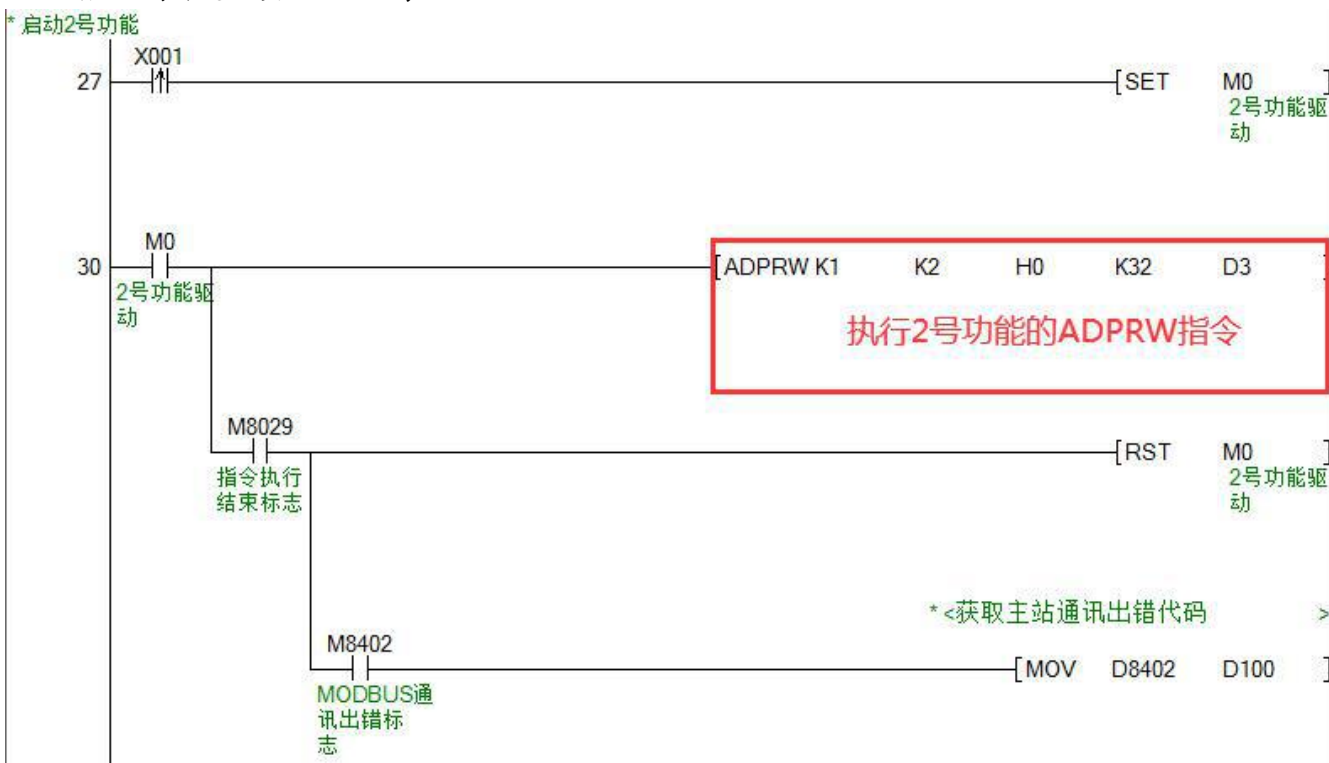 * 启动2号功能
X001
27
[SET M0 ]
2号功能驱
动
M0
30
[ADPRW K1 K2 H0 K32 D3 ]
2号功能驱
动
执行2号功能的ADPRW指令
M8029
[RST M0 ]
指令执行
结束标志
2号功能驱
动
* <获取主站通讯出错代码 >
M8402
[MOV D8402 D100 ]
MODBUS通
讯出错标
志